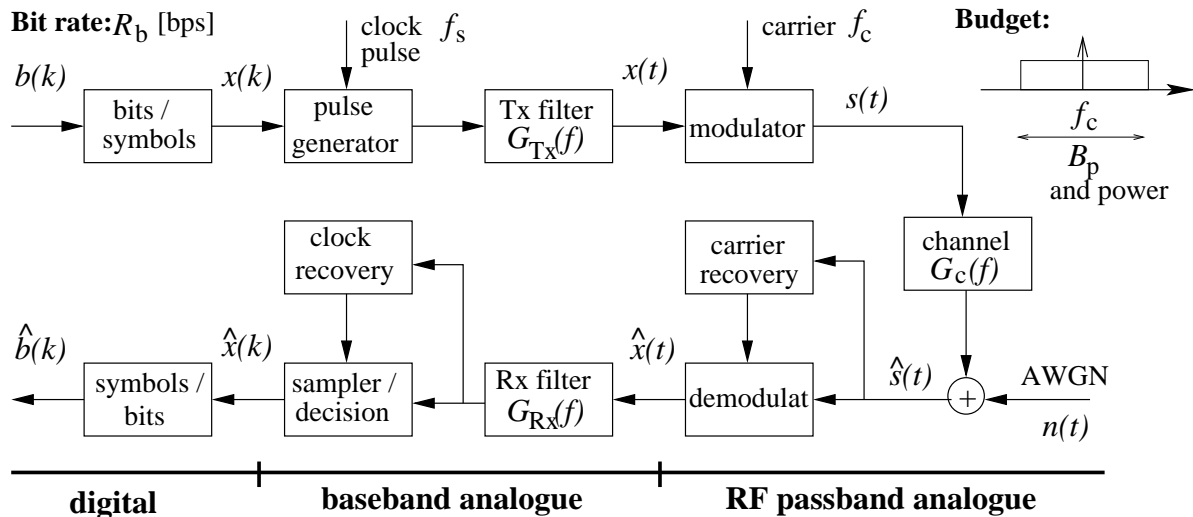 Bit rate: R_b [bps]
clock f_s
pulse
carrier f_c
Budget:
b(k)
x(k)
x(t)
s(t)
bits /
symbols
pulse
generator
Tx filter
G_Tx(f)
modulator
f_c
B_p
and power
clock
recovery
carrier
recovery
channel
G_c(f)
b̂(k)
x̂(k)
x̂(t)
ŝ(t)
AWGN
n(t)
symbols /
bits
sampler /
decision
Rx filter
G_Rx(f)
demodulat
+
digital
baseband analogue
RF passband analogue